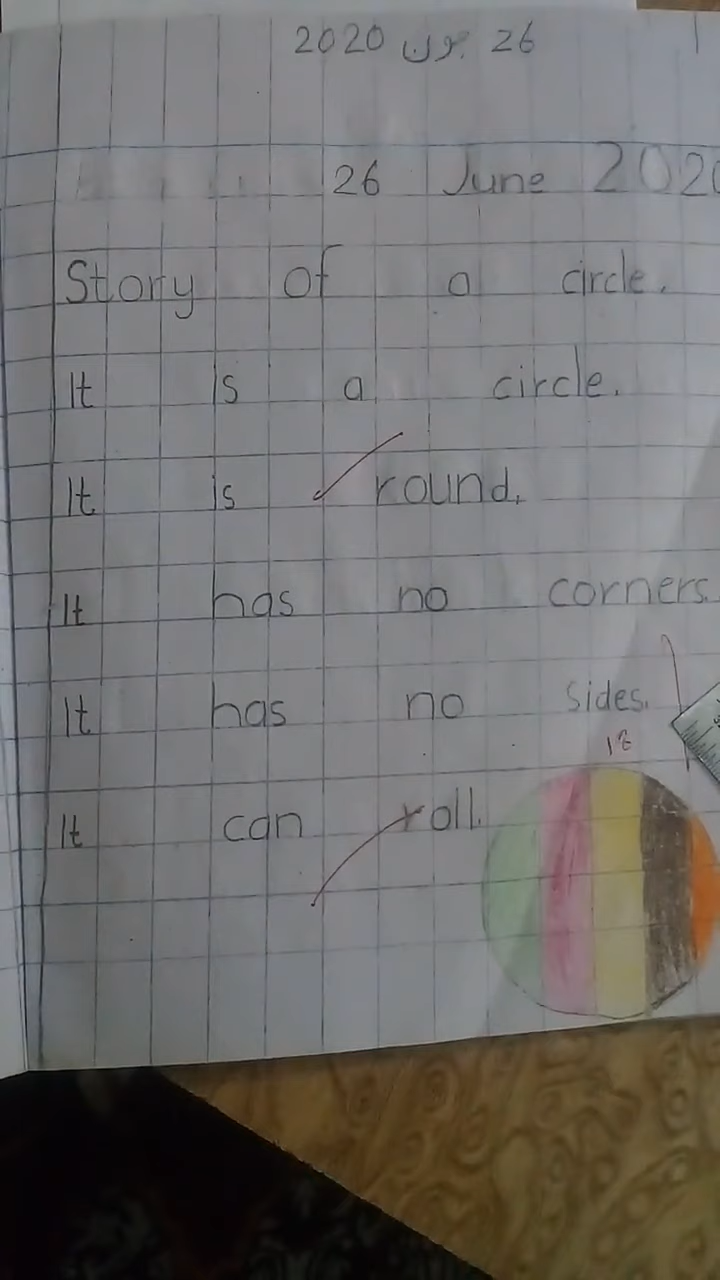 26 جون 2020
26 June 2020
Story of a circle.
It is a circle.
It is round.
It has no corners.
It has no sides.
It can roll.